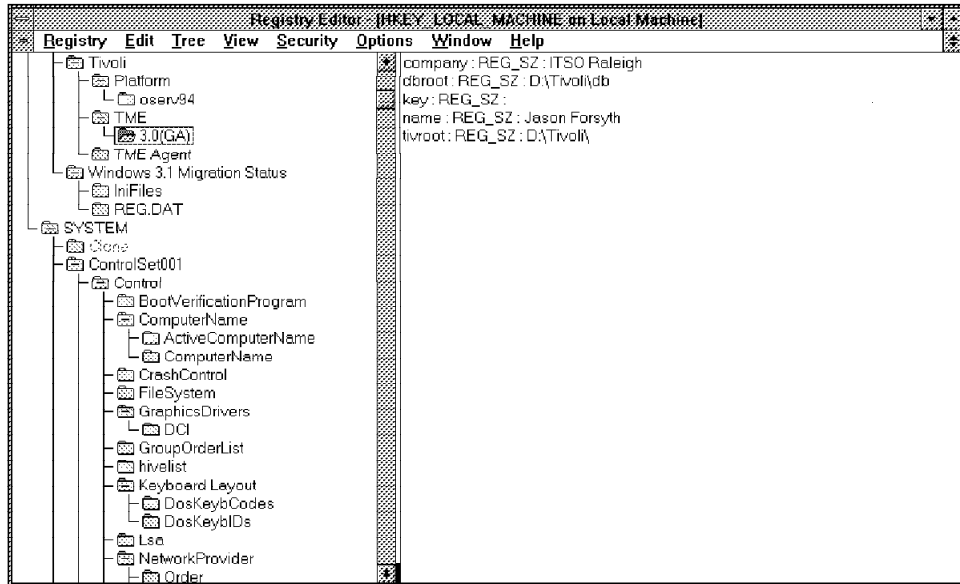 Registry Editor - [HKEY_LOCAL_MACHINE on Local Machine]
Registry Edit Tree View Security Options Window Help
Tivoli
Platform
oserv94
TME
3.0(GA)
TME Agent
Windows 3.1 Migration Status
IniFiles
REG.DAT
SYSTEM
Clone
ControlSet001
Control
BootVerificationProgram
ComputerName
ActiveComputerName
ComputerName
CrashControl
FileSystem
GraphicsDrivers
DCI
GroupOrderList
hivelist
Keyboard Layout
DosKeybCodes
DosKeybIDs
Lsa
NetworkProvider
Order
company : REG_SZ : ITSO Raleigh
dbroot : REG_SZ : D:\Tivoli\db
key : REG_SZ :
name : REG_SZ : Jason Forsyth
tivroot : REG_SZ : D:\Tivoli\